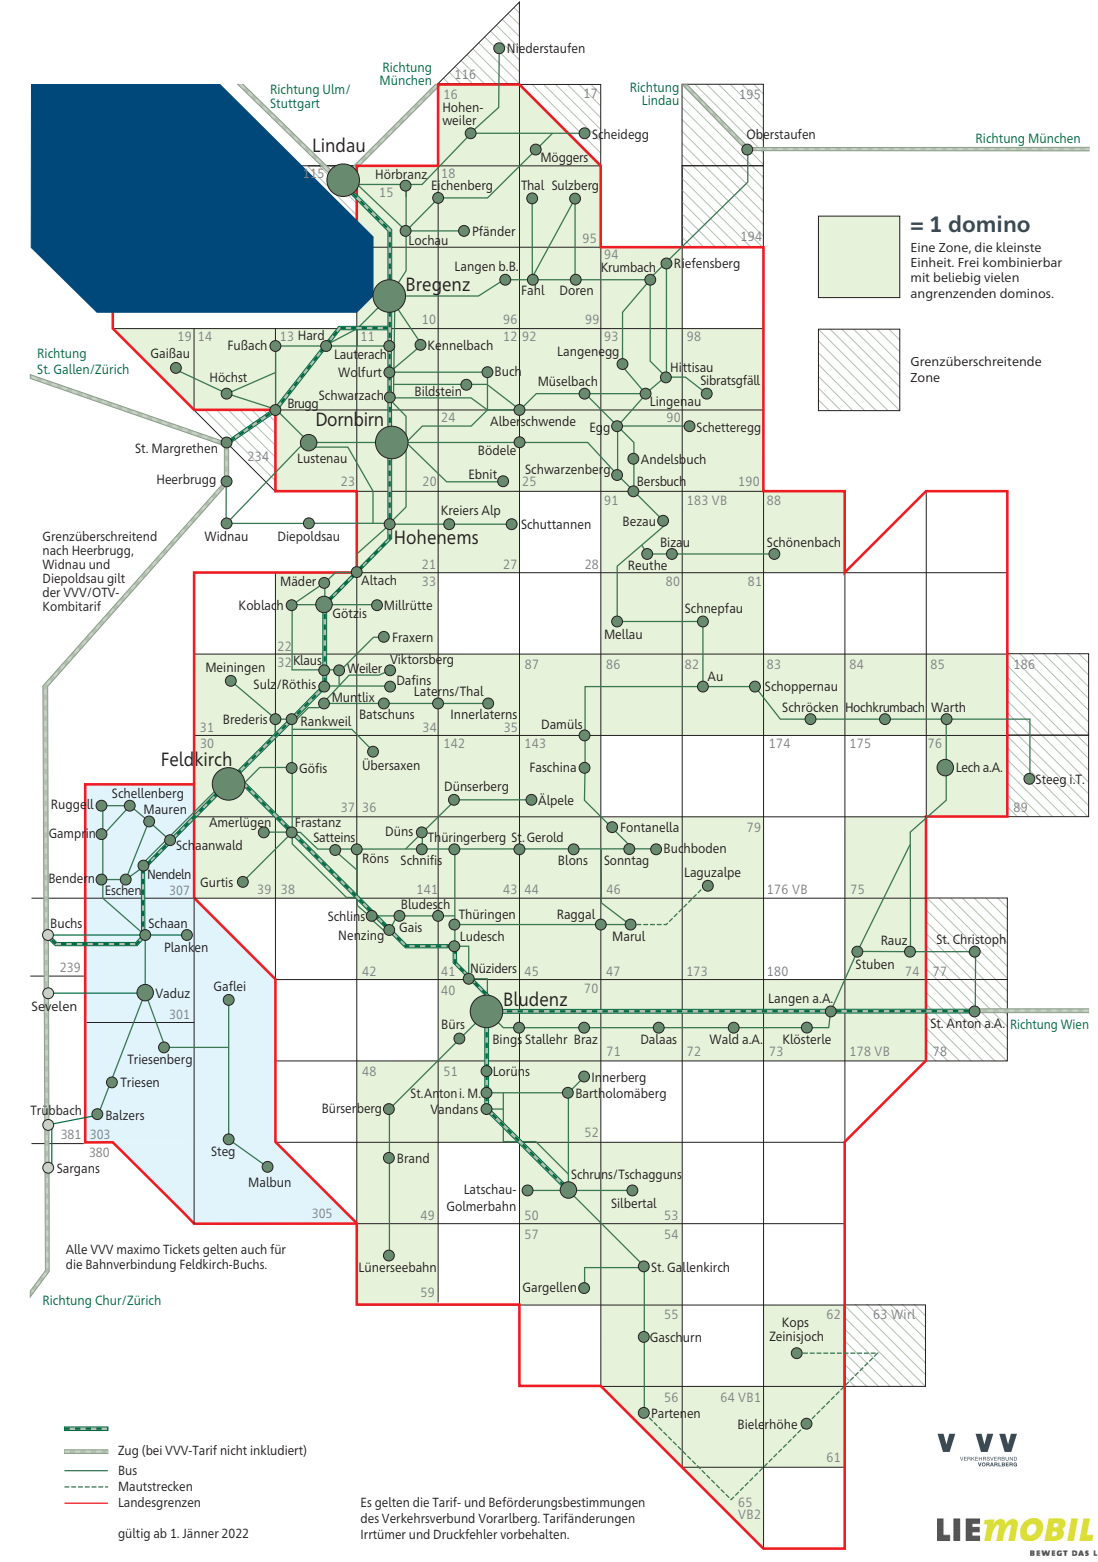 Niederstaufen
116
Richtung
München
Richtung Ulm/
Stuttgart
16
Hohen-
weiler
17
Scheidegg
Möggers
Richtung
Lindau
195
Oberstaufen
Richtung München
194
Lindau
115
15
Hörbranz
18
Eichenberg
Thal
Sulzberg
Lochau
Pfänder
95
94
Krumbach
Riefensberg
Langen b.B.
Fahl
Doren
Bregenz
10
96
99
= 1 domino
Eine Zone, die kleinste
Einheit. Frei kombinierbar
mit beliebig vielen
angrenzenden dominos.
Grenzüberschreitende
Zone
19
14
13
Hard
11
12
92
93
98
Richtung
St. Gallen/Zürich
Gaißau
Fußach
Lauterach
Kennelbach
Langenegg
Höchst
Wolfurt
Buch
Bildstein
Müselbach
Hittisau
Sibratsgfäll
Lingenau
Schwarzach
Brugg
Dornbirn
24
Alberschwende
90
Egg
Schetteregg
St. Margrethen
234
Lustenau
Bödele
Andelsbuch
Heerbrugg
Ebnit
Schwarzenberg
Bersbuch
23
20
25
190
91
183 VB
88
Widnau
Diepoldsau
Hohenems
Kreiers Alp
Schuttannen
Bezau
Bizau
Reuthe
Schönenbach
21
27
28
Grenzüberschreitend
nach Heerbrugg,
Widnau und
Diepoldsau gilt
der VVV/OTV-
Kombitarif
Mäder
Altach
33
80
81
Koblach
Götzis
Millrütte
Schnepfau
Mellau
Fraxern
22
32
Klaus
Weiler
Viktorsberg
87
86
82
83
84
85
186
Meiningen
Sulz/Röthis
Dafins
Au
Schoppernau
Muntlix
Laterns/Thal
Batschuns
Innerlaterns
Schröcken
Hochkrumbach
Warth
Brederis
Rankweil
31
34
35
Damüls
30
142
143
174
175
76
Feldkirch
Göfis
Übersaxen
Faschina
Lech a.A.
Steeg i.T.
Dünserberg
Älpele
37
36
89
Ruggell
Schellenberg
Mauren
Gamprin
Schaanwald
Nendeln
Bendern
Eschen
307
Amerlügen
Frastanz
Satteins
Düns
Thüringerberg
St. Gerold
Fontanella
79
Röns
Schnifis
Blons
Sonntag
Buchboden
Gurtis
Laguzalpe
39
38
141
43
44
46
176 VB
75
Buchs
Schaan
Planken
Schlins
Bludesch
Gais
Thüringen
Raggal
Marul
Nenzing
Ludesch
Rauz
Stuben
St. Christoph
239
42
41
Nüziders
45
47
173
180
74
77
Sevelen
Vaduz
Gaflei
301
40
Bludenz
70
Langen a.A.
St. Anton a.A.
Richtung Wien
Triesenberg
Bürs
Bings
Stallehr
Braz
Dalaas
Wald a.A.
Klösterle
71
72
73
178 VB
78
Triesen
48
51
Lorüns
Innerberg
St.Anton i. M.
Bartholomäberg
Vandans
Bürserberg
Trübbach
Balzers
381
303
52
380
Steg
Brand
Sargans
Malbun
Schruns/Tschagguns
Latschau-
Golmerbahn
Silbertal
305
49
50
53
57
54
Alle VVV maximo Tickets gelten auch für
die Bahnverbindung Feldkirch-Buchs.
Lünerseebahn
St. Gallenkirch
Gargellen
59
Richtung Chur/Zürich
55
62
63 Wirl
Kops
Zeinisjoch
Gaschurn
56
64 VB1
Partenen
Bielerhöhe
61
65
VB2
Zug (bei VVV-Tarif nicht inkludiert)
Bus
Mautstrecken
Landesgrenzen
gültig ab 1. Jänner 2022
Es gelten die Tarif- und Beförderungsbestimmungen
des Verkehrsverbund Vorarlberg. Tarifänderungen
Irrtümer und Druckfehler vorbehalten.
V VV
VERKEHRSVERBUND
VORARLBERG
LIEMOBIL
BEWEGT DAS L